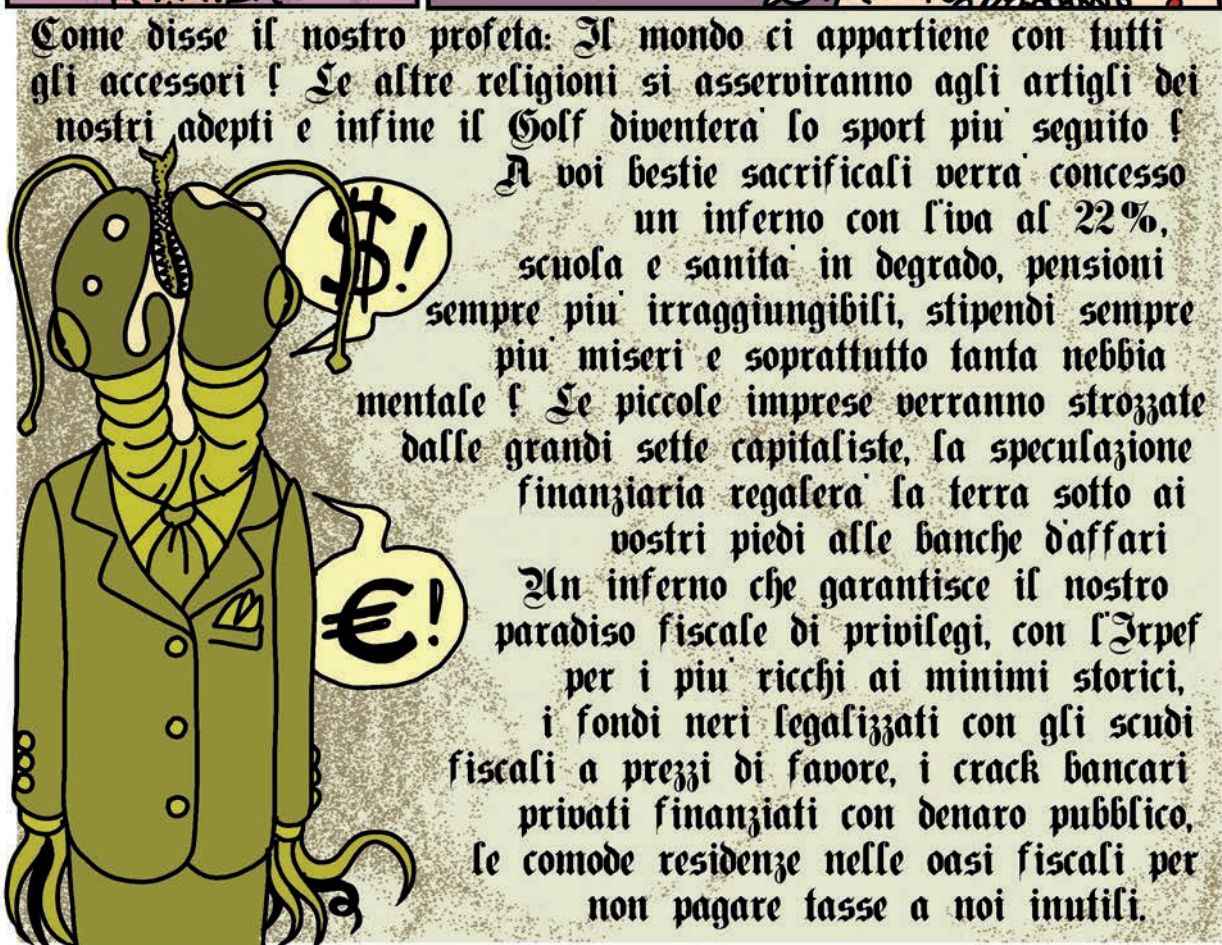 Come disse il nostro profeta: Il mondo ci appartiene con tutti
gli accessori ! Le altre religioni si asserviranno agli artigli dei
nostri adepti e infine il Golf diventera' lo sport piu' seguito !
A voi bestie sacrificali verra' concesso
un inferno con l'iva al 22%,
scuola e sanita' in degrado, pensioni
sempre piu' irraggiungibili, stipendi sempre
piu' miseri e soprattutto tanta nebbia
mentale ! Le piccole imprese verranno strozzate
dalle grandi sette capitaliste, la speculazione
finanziaria regalera' la terra sotto ai
vostri piedi alle banche d'affari
Un inferno che garantisce il nostro
paradiso fiscale di privilegi, con l'Irpef
per i piu' ricchi ai minimi storici,
i fondi neri legalizzati con gli scudi
fiscali a prezzi di favore, i crack bancari
privati finanziati con denaro pubblico,
le comode residenze nelle oasi fiscali per
non pagare tasse a noi inutili.
$!
€!